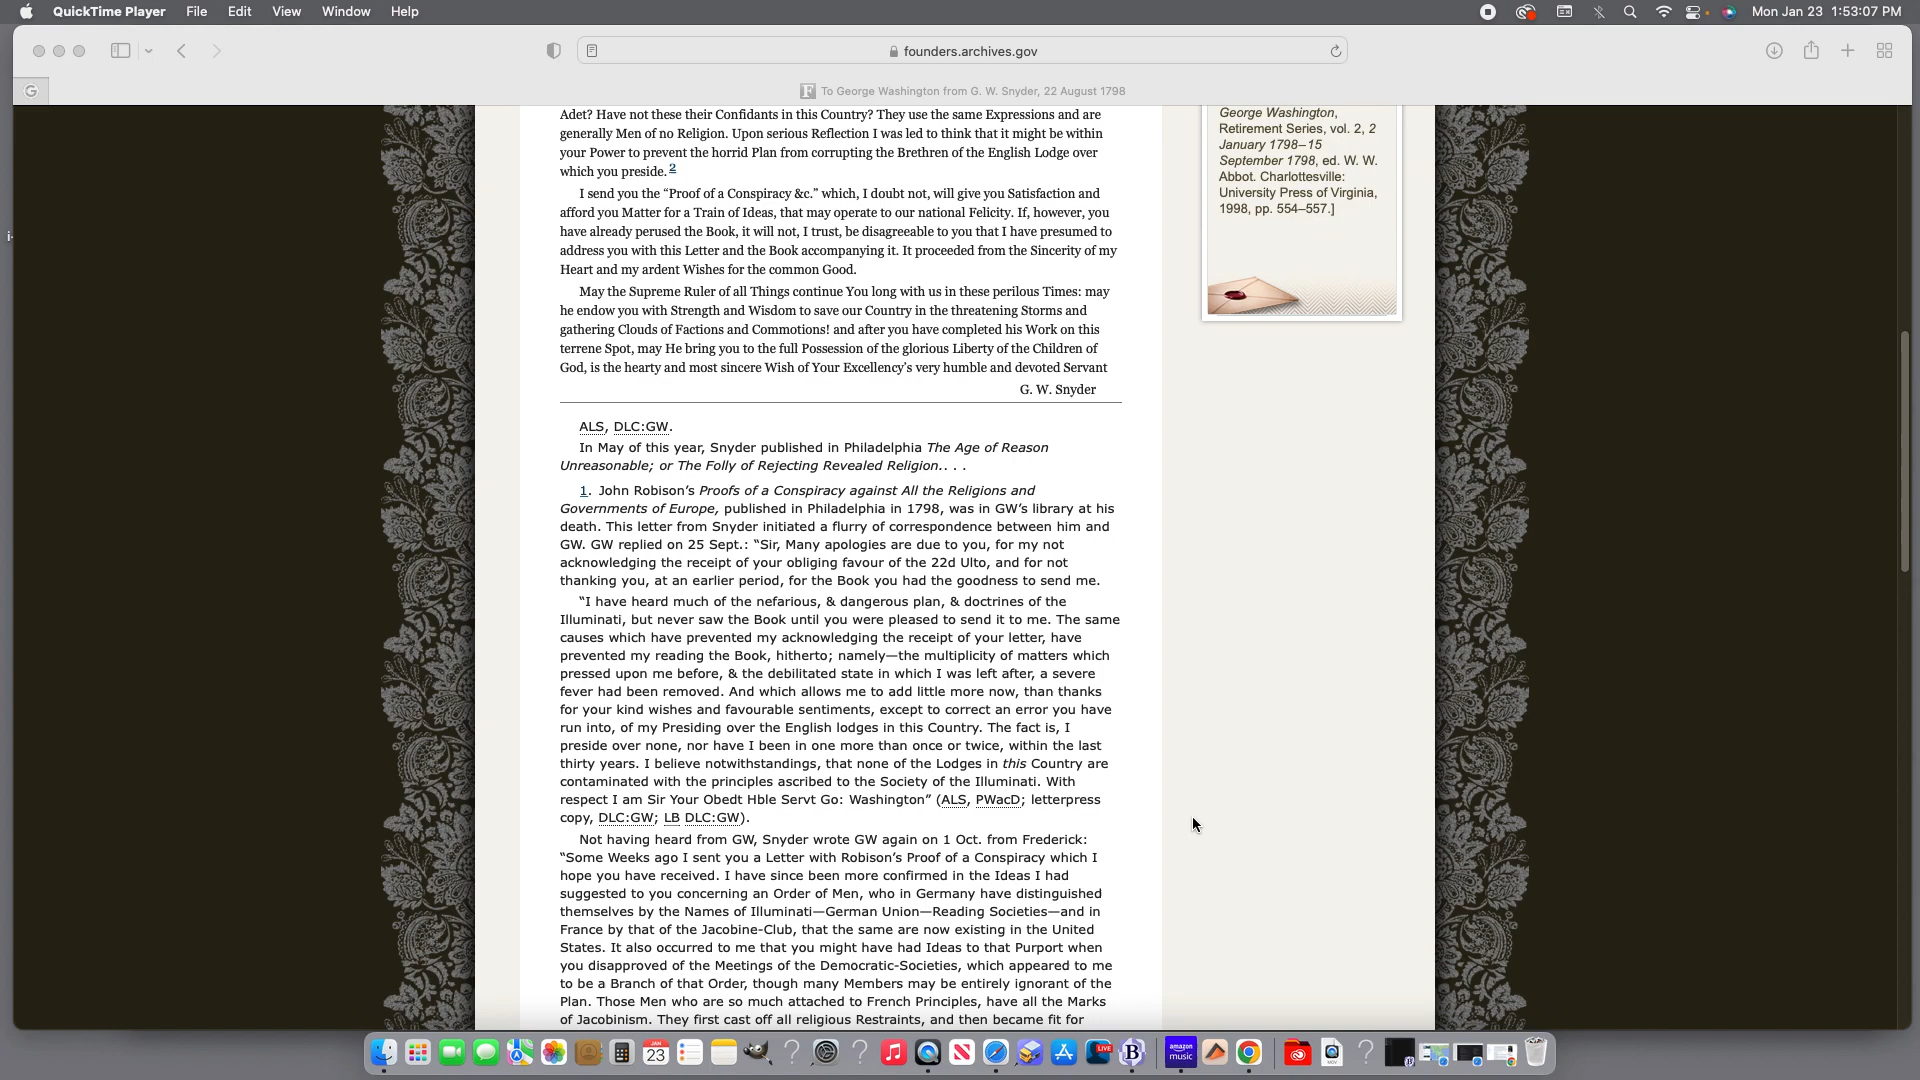 QuickTime Player File Edit View Window Help Mon Jan 23 1:53:07 PM
founders.archives.gov
G
F To George Washington from G. W. Snyder, 22 August 1798
Adet? Have not these their Confidants in this Country? They use the same Expressions and are
generally Men of no Religion. Upon serious Reflection I was led to think that it might be within
your Power to prevent the horrid Plan from corrupting the Brethren of the English Lodge over
which you preside.2
I send you the “Proof of a Conspiracy &c.” which, I doubt not, will give you Satisfaction and
afford you Matter for a Train of Ideas, that may operate to our national Felicity. If, however, you
have already perused the Book, it will not, I trust, be disagreeable to you that I have presumed to
address you with this Letter and the Book accompanying it. It proceeded from the Sincerity of my
Heart and my ardent Wishes for the common Good.
May the Supreme Ruler of all Things continue You long with us in these perilous Times: may
he endow you with Strength and Wisdom to save our Country in the threatening Storms and
gathering Clouds of Factions and Commotions! and after you have completed his Work on this
terrene Spot, may He bring you to the full Possession of the glorious Liberty of the Children of
God, is the hearty and most sincere Wish of Your Excellency’s very humble and devoted Servant
G. W. Snyder
ALS, DLC:GW.
In May of this year, Snyder published in Philadelphia The Age of Reason
Unreasonable; or The Folly of Rejecting Revealed Religion.. . .
1. John Robison’s Proofs of a Conspiracy against All the Religions and
Governments of Europe, published in Philadelphia in 1798, was in GW’s library at his
death. This letter from Snyder initiated a flurry of correspondence between him and
GW. GW replied on 25 Sept.: “Sir, Many apologies are due to you, for my not
acknowledging the receipt of your obliging favour of the 22d Ulto, and for not
thanking you, at an earlier period, for the Book you had the goodness to send me.
“I have heard much of the nefarious, & dangerous plan, & doctrines of the
Illuminati, but never saw the Book until you were pleased to send it to me. The same
causes which have prevented my acknowledging the receipt of your letter, have
prevented my reading the Book, hitherto; namely—the multiplicity of matters which
pressed upon me before, & the debilitated state in which I was left after, a severe
fever had been removed. And which allows me to add little more now, than thanks
for your kind wishes and favourable sentiments, except to correct an error you have
run into, of my Presiding over the English lodges in this Country. The fact is, I
preside over none, nor have I been in one more than once or twice, within the last
thirty years. I believe notwithstandings, that none of the Lodges in this Country are
contaminated with the principles ascribed to the Society of the Illuminati. With
respect I am Sir Your Obedt Hble Servt Go: Washington” (ALS, PWacD; letterpress
copy, DLC:GW; LB DLC:GW).
Not having heard from GW, Snyder wrote GW again on 1 Oct. from Frederick:
“Some Weeks ago I sent you a Letter with Robison’s Proof of a Conspiracy which I
hope you have received. I have since been more confirmed in the Ideas I had
suggested to you concerning an Order of Men, who in Germany have distinguished
themselves by the Names of Illuminati—German Union—Reading Societies—and in
France by that of the Jacobine-Club, that the same are now existing in the United
States. It also occurred to me that you might have had Ideas to that Purport when
you disapproved of the Meetings of the Democratic-Societies, which appeared to me
to be a Branch of that Order, though many Members may be entirely ignorant of the
Plan. Those Men who are so much attached to French Principles, have all the Marks
of Jacobinism. They first cast off all religious Restraints, and then became fit for
George Washington,
Retirement Series, vol. 2, 2
January 1798–15
September 1798, ed. W. W.
Abbot. Charlottesville:
University Press of Virginia,
1998, pp. 554–557.]
i-
JAN
23
N
LIVE
B
amazon
music